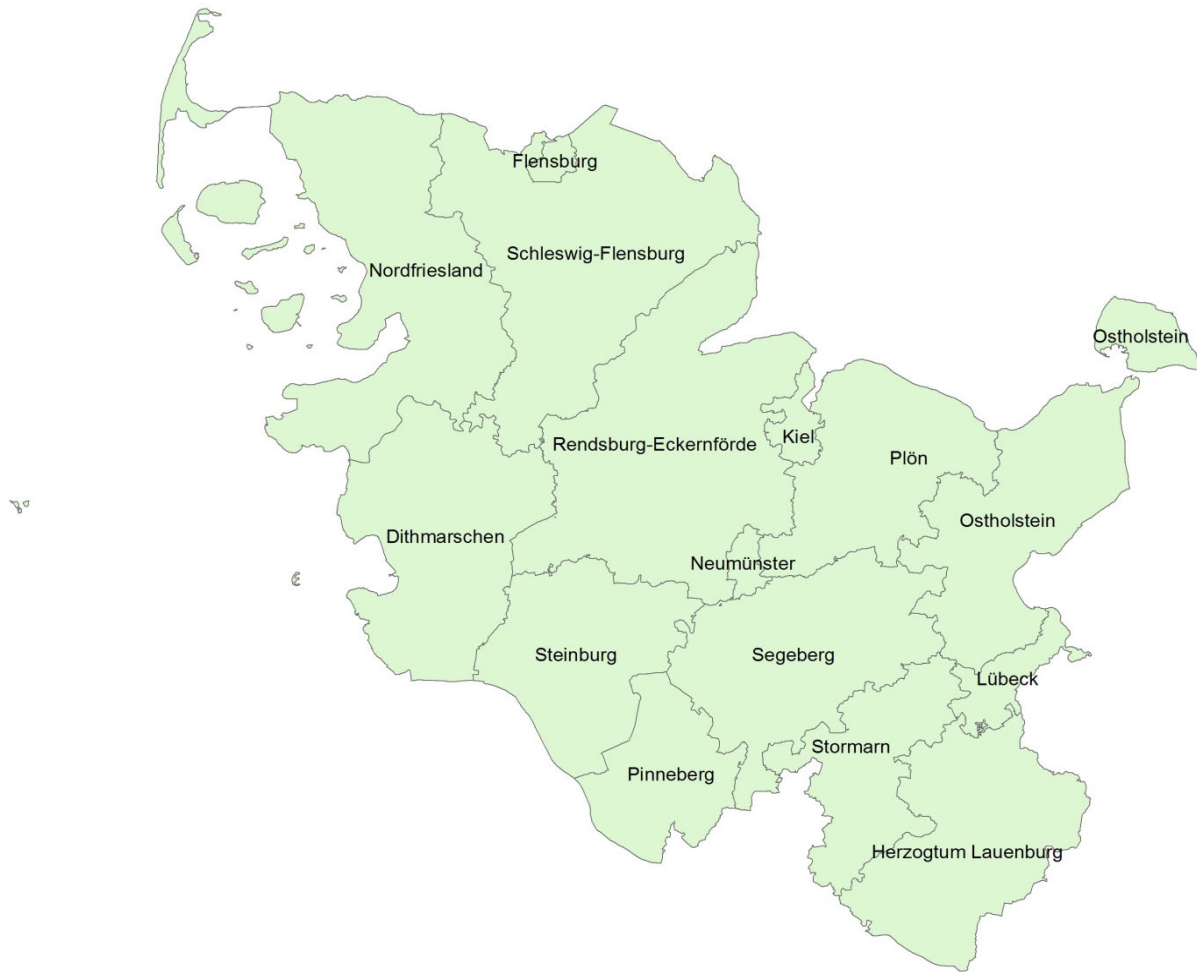 Flensburg
Schleswig-Flensburg
Nordfriesland
Ostholstein
Kiel
Rendsburg-Eckernförde
Plön
Ostholstein
Dithmarschen
Neumünster
Steinburg
Segeberg
Lübeck
Stormarn
Pinneberg
Herzogtum Lauenburg